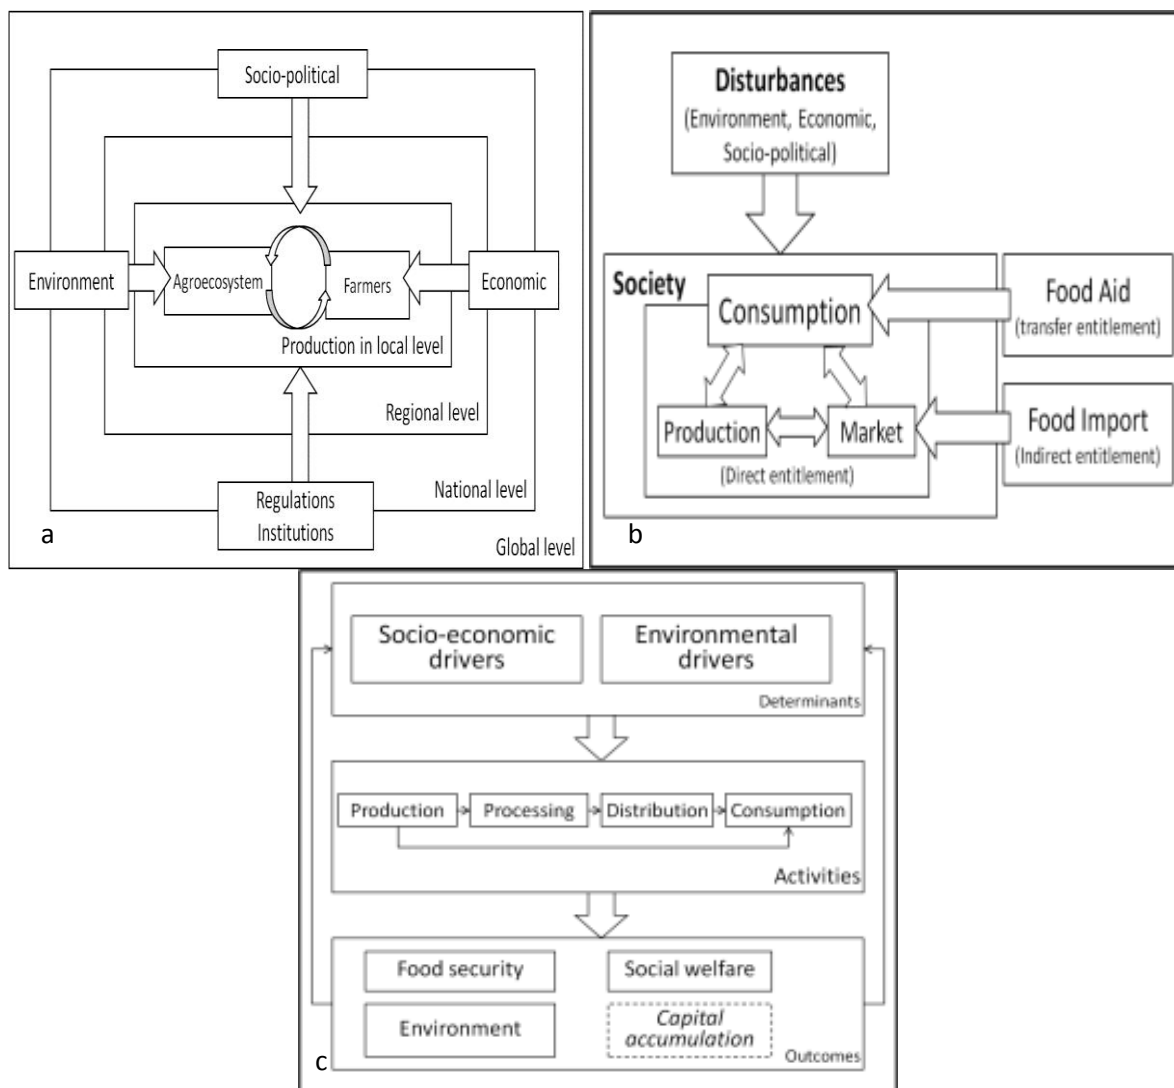 Socio-political
Environment
Agroecosystem
Farmers
Economic
Production in local level
Regional level
National level
Regulations
Institutions
Global level
a
Disturbances
(Environment, Economic,
Socio-political)
Society
Consumption
Food Aid
(transfer entitlement)
Production
Market
Food Import
(Indirect entitlement)
(Direct entitlement)
b
Socio-economic
drivers
Environmental
drivers
Determinants
Production
Processing
Distribution
Consumption
Activities
Food security
Social welfare
Environment
Capital
accumulation
Outcomes
c